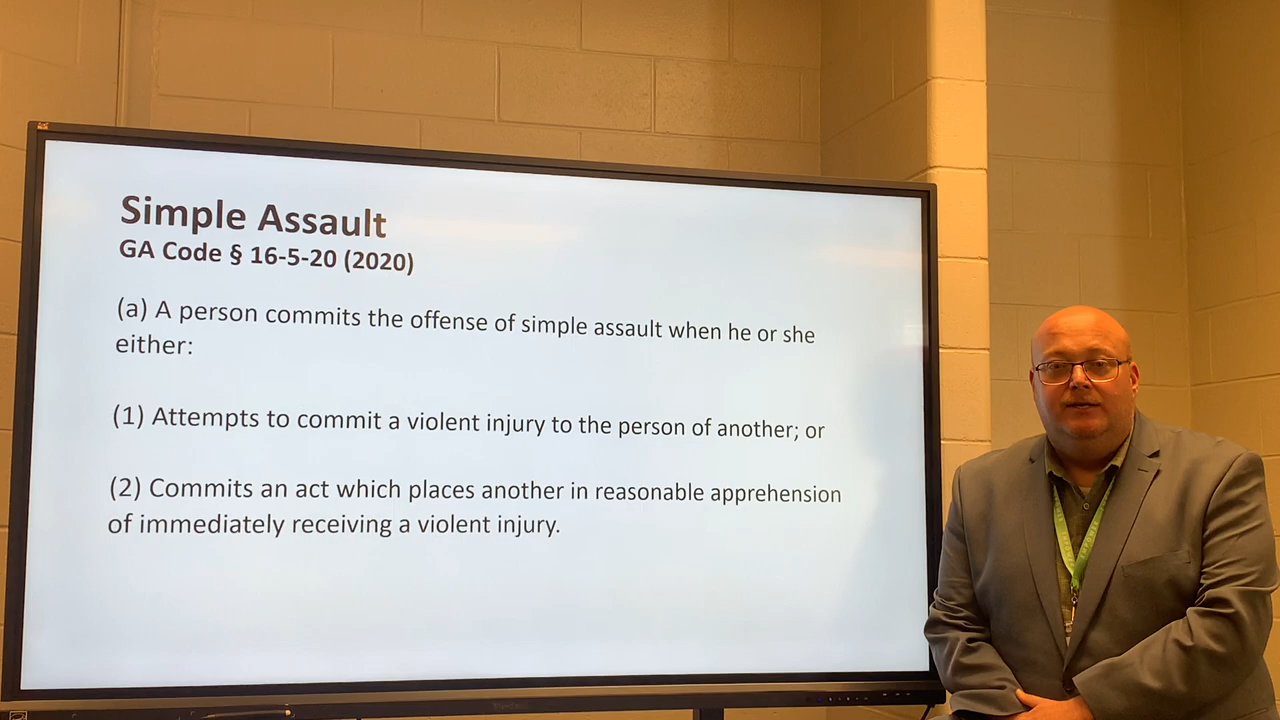 Simple Assault
GA Code § 16-5-20 (2020)
(a) A person commits the offense of simple assault when he or she
either:
(1) Attempts to commit a violent injury to the person of another; or
(2) Commits an act which places another in reasonable apprehension
of immediately receiving a violent injury.